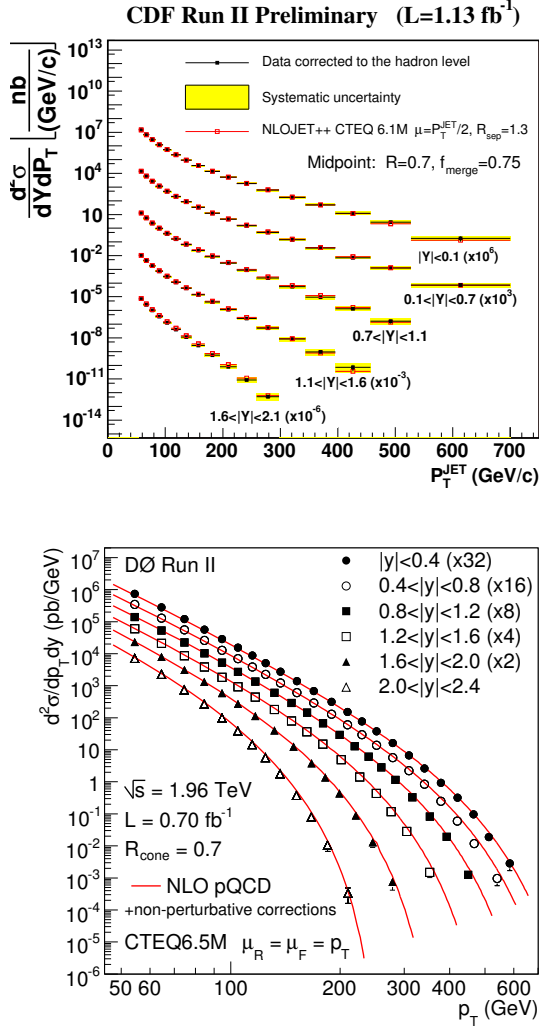 CDF Run II Preliminary (L=1.13 fb⁻¹)
d²σ/dYdP_T [nb/(GeV/c)]
10¹³
10¹⁰
10⁷
10⁴
10
10⁻²
10⁻⁵
10⁻⁸
10⁻¹¹
10⁻¹⁴
Data corrected to the hadron level
Systematic uncertainty
NLOJET++ CTEQ 6.1M μ=P_T^JET/2, R_sep=1.3
Midpoint: R=0.7, f_merge=0.75
|Y|<0.1 (x10⁶)
0.1<|Y|<0.7 (x10³)
0.7<|Y|<1.1
1.1<|Y|<1.6 (x10⁻³)
1.6<|Y|<2.1 (x10⁻⁶)
0 100 200 300 400 500 600 700
P_T^JET (GeV/c)
d²σ/dp_Tdy (pb/GeV)
10⁷
10⁶
10⁵
10⁴
10³
10²
10
1
10⁻¹
10⁻²
10⁻³
10⁻⁴
10⁻⁵
10⁻⁶
DØ Run II
|y|<0.4 (x32)
0.4<|y|<0.8 (x16)
0.8<|y|<1.2 (x8)
1.2<|y|<1.6 (x4)
1.6<|y|<2.0 (x2)
2.0<|y|<2.4
√s = 1.96 TeV
L = 0.70 fb⁻¹
R_cone = 0.7
NLO pQCD
+non-perturbative corrections
CTEQ6.5M μ_R = μ_F = p_T
50 60 100 200 300 400 600
p_T (GeV)